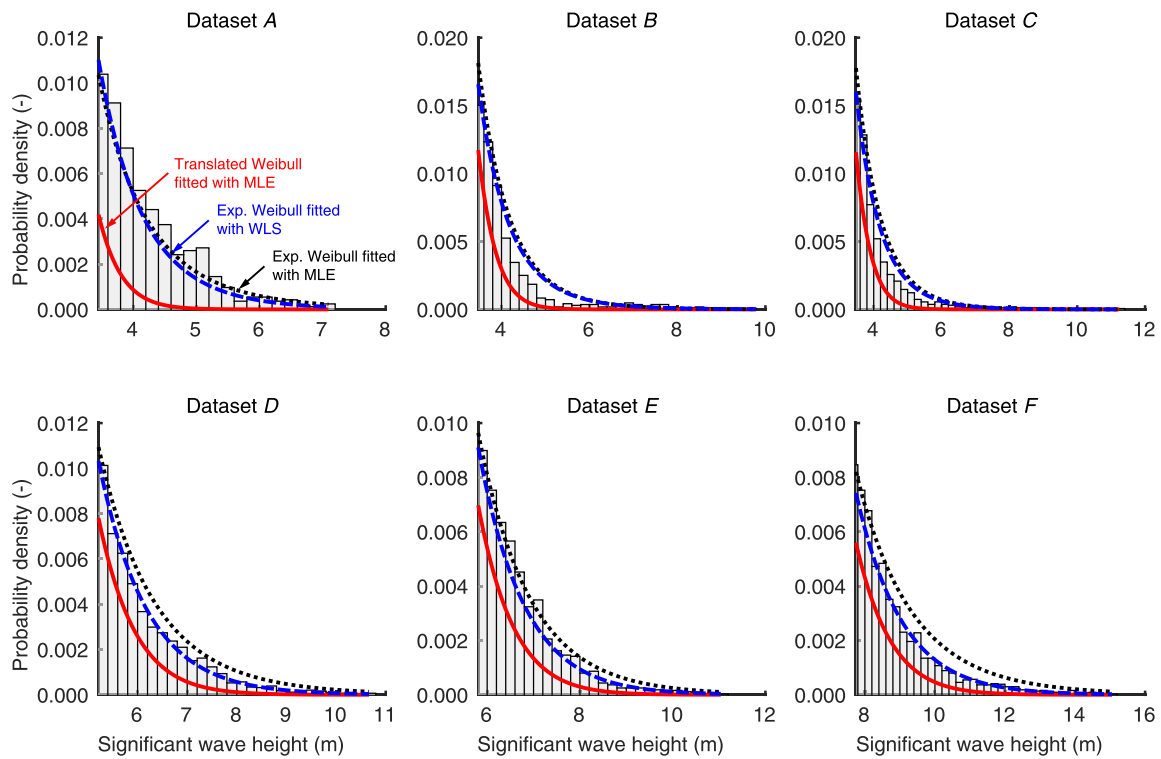 Dataset A
Dataset B
Dataset C
Probability density (-)
0.012
0.010
0.008
0.006
0.004
0.002
0.000
Translated Weibull
fitted with MLE
Exp. Weibull fitted
with WLS
Exp. Weibull fitted
with MLE
4 5 6 7 8
0.020
0.015
0.010
0.005
0.000
4 6 8 10
0.020
0.015
0.010
0.005
0.000
4 6 8 10 12
Dataset D
Dataset E
Dataset F
Probability density (-)
0.012
0.010
0.008
0.006
0.004
0.002
0.000
6 7 8 9 10 11
Significant wave height (m)
0.010
0.008
0.006
0.004
0.002
0.000
6 8 10 12
Significant wave height (m)
0.010
0.008
0.006
0.004
0.002
0.000
8 10 12 14 16
Significant wave height (m)